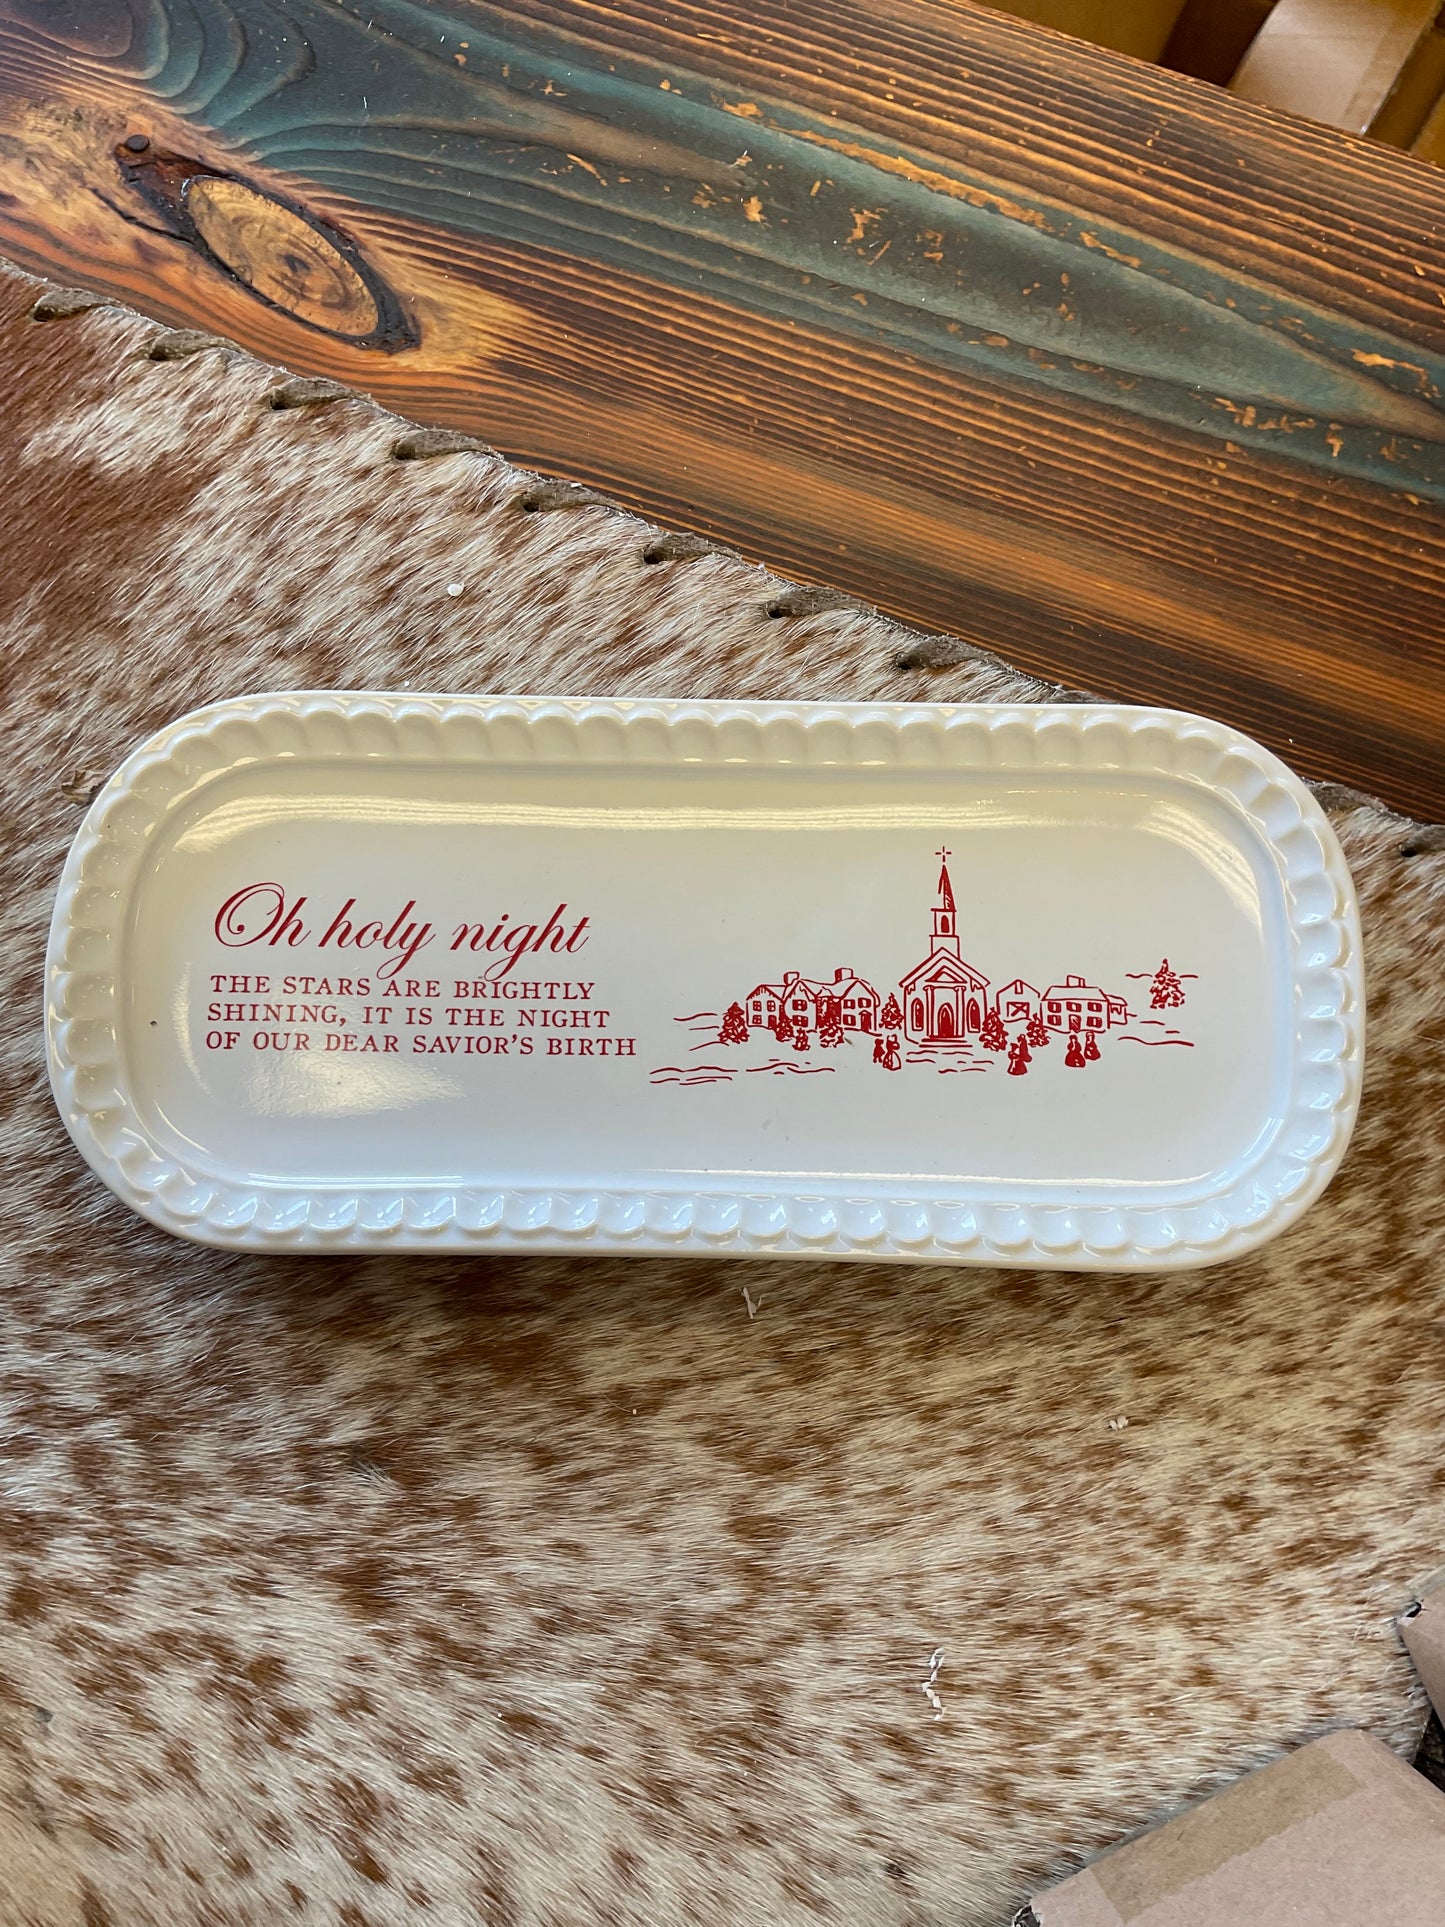 Oh holy night
THE STARS ARE BRIGHTLY
SHINING, IT IS THE NIGHT
OF OUR DEAR SAVIOR'S BIRTH